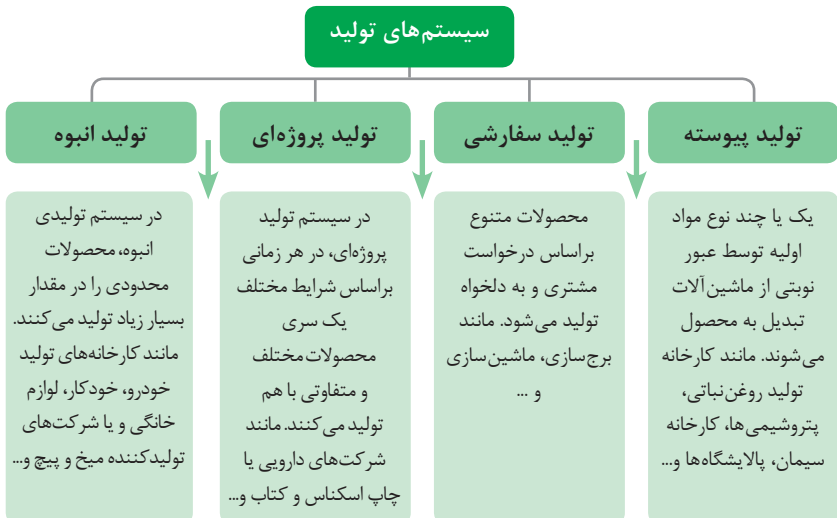 سیستم‌های تولید
تولید پیوسته
یک یا چند نوع مواد
اولیه توسط عبور
نوبتی از ماشین‌آلات
تبدیل به محصول
می‌شوند. مانند کارخانه
تولید روغن‌نباتی،
پتروشیمی‌ها، کارخانه
سیمان، پالایشگاه‌ها و...
تولید سفارشی
محصولات متنوع
براساس درخواست
مشتری و به دلخواه
تولید می‌شود. مانند
برج‌سازی، ماشین‌سازی
و ...
تولید پروژه‌ای
در سیستم تولید
پروژه‌ای، در هر زمانی
براساس شرایط مختلف
یک سری
محصولات مختلف
و متفاوتی با هم
تولید می‌کنند. مانند
شرکت‌های دارویی یا
چاپ اسکناس و کتاب و...
تولید انبوه
در سیستم تولیدی
انبوه، محصولات
محدودی را در مقدار
بسیار زیاد تولید می‌کنند.
مانند کارخانه‌های تولید
خودرو، خودکار، لوازم
خانگی و یا شرکت‌های
تولیدکننده میخ و پیچ و...